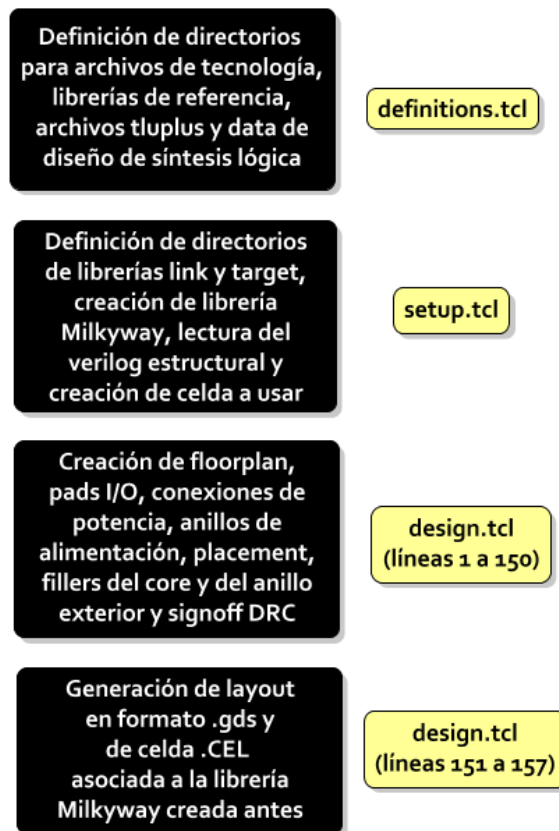 Definición de directorios
para archivos de tecnología,
librerías de referencia,
archivos tluplus y data de
diseño de síntesis lógica
definitions.tcl
Definición de directorios
de librerías link y target,
creación de librería
Milkyway, lectura del
verilog estructural y
creación de celda a usar
setup.tcl
Creación de floorplan,
pads I/O, conexiones de
potencia, anillos de
alimentación, placement,
fillers del core y del anillo
exterior y signoff DRC
design.tcl
(líneas 1 a 150)
Generación de layout
en formato .gds y
de celda .CEL
asociada a la librería
Milkyway creada antes
design.tcl
(líneas 151 a 157)